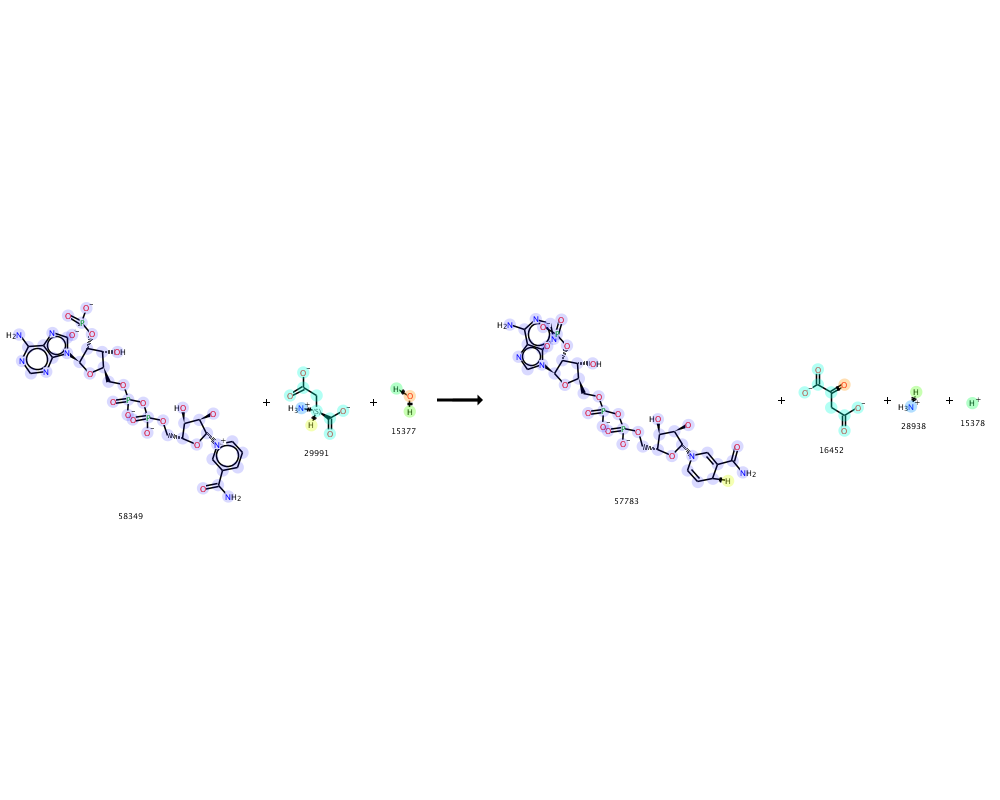 H₂N N N N N O⁻ O P O⁻ O OH O O P O O O⁻ P O O⁻ O HO O O N⁺ O NH₂
58349
+
O⁻ O H₃N⁺ H O⁻ O
29991
+
H O H
15377
H₂N N N N N O P O O OH O O P O O O⁻ P O O⁻ O HO O O N O NH₂ H
57783
+
O O⁻ O O⁻ O
16452
+
H H₃N⁺
28938
+
H⁺
15378